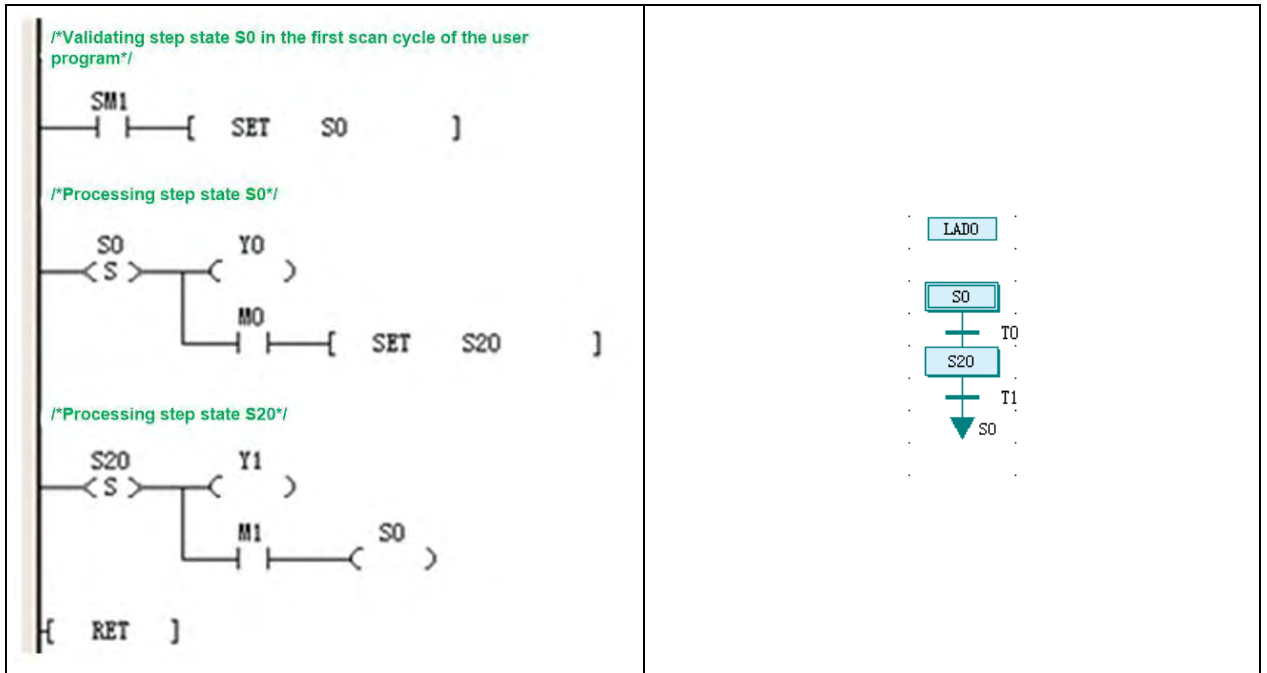 /*Validating step state S0 in the first scan cycle of the user
program*/
SM1
[ SET S0 ]
/*Processing step state S0*/
S0 Y0
< S > ( )
M0
[ SET S20 ]
/*Processing step state S20*/
S20 Y1
< S > ( )
M1 S0
( )
[ RET ]
LAD0
S0
T0
S20
T1
S0